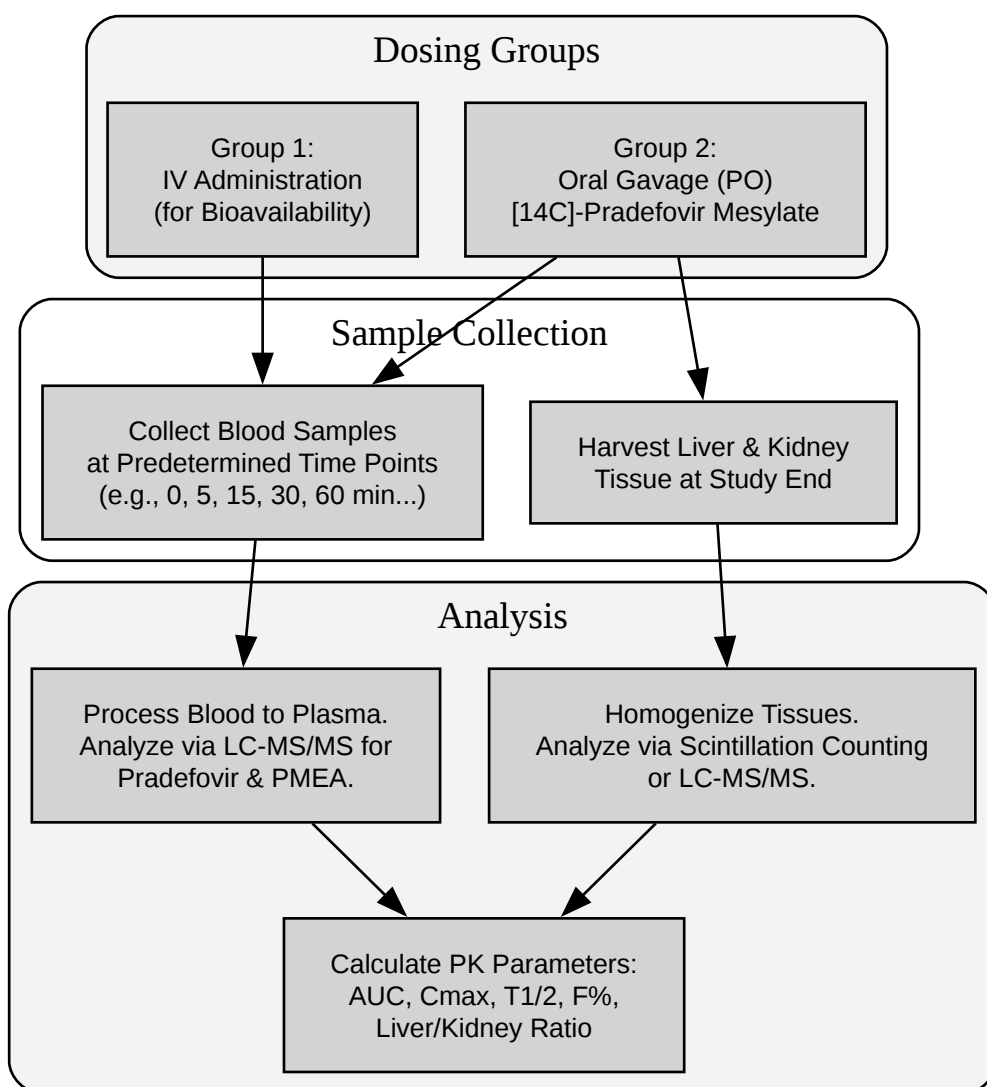 Dosing Groups
Group 1:
IV Administration
(for Bioavailability)
Group 2:
Oral Gavage (PO)
[14C]-Pradefovir Mesylate
Sample Collection
Collect Blood Samples
at Predetermined Time Points
(e.g., 0, 5, 15, 30, 60 min...)
Harvest Liver & Kidney
Tissue at Study End
Analysis
Process Blood to Plasma.
Analyze via LC-MS/MS for
Pradefovir & PMEA.
Homogenize Tissues.
Analyze via Scintillation Counting
or LC-MS/MS.
Calculate PK Parameters:
AUC, Cmax, T1/2, F%,
Liver/Kidney Ratio